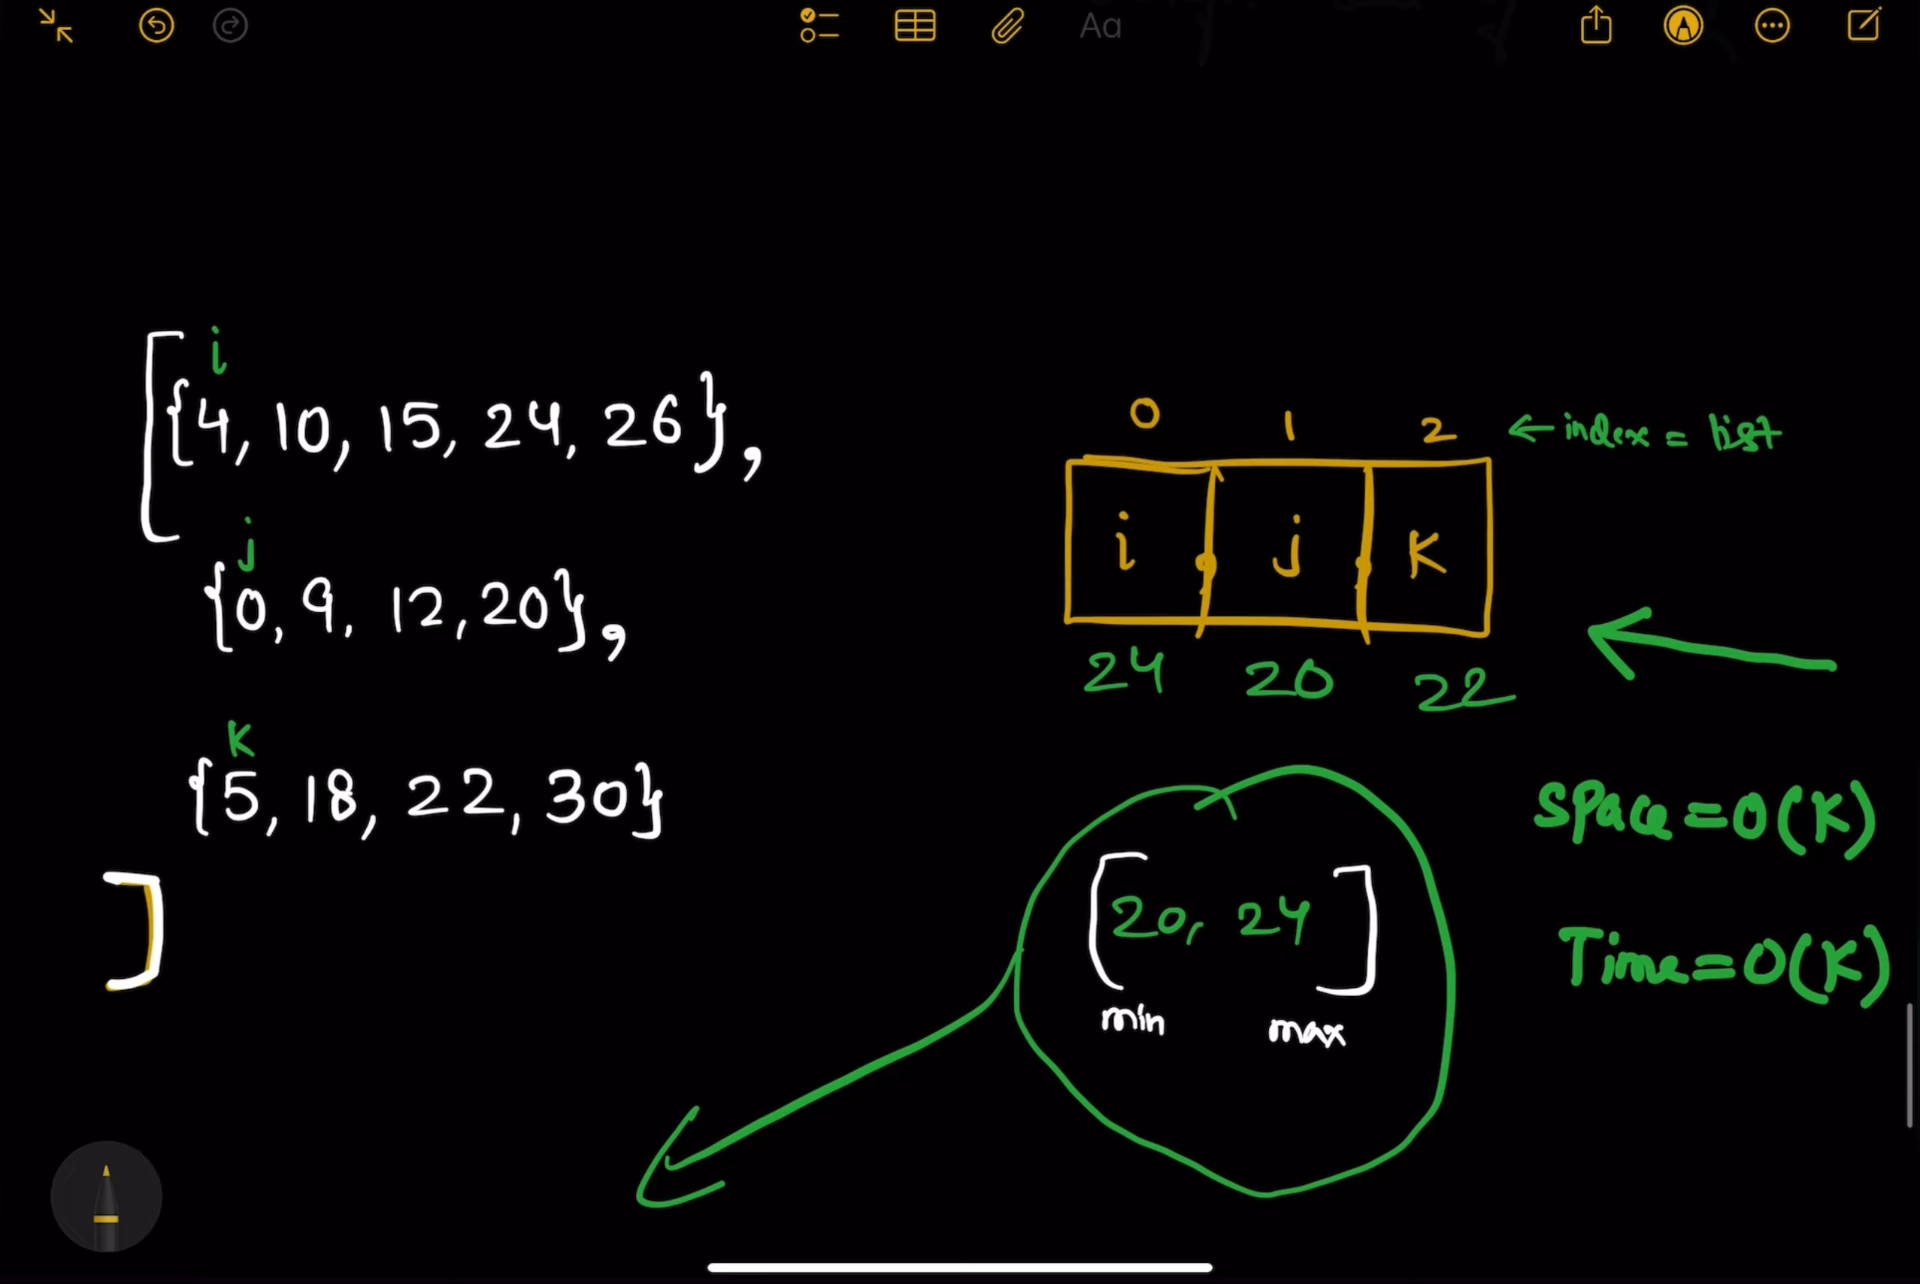 Aa
i
[{4, 10, 15, 24, 26},
j
{0, 9, 12, 20},
K
{5, 18, 22, 30}
]
0 1 2 ← index = list
i, j, K
24 20 22
Space = O(K)
[20, 24]
min max
Time = O(K)